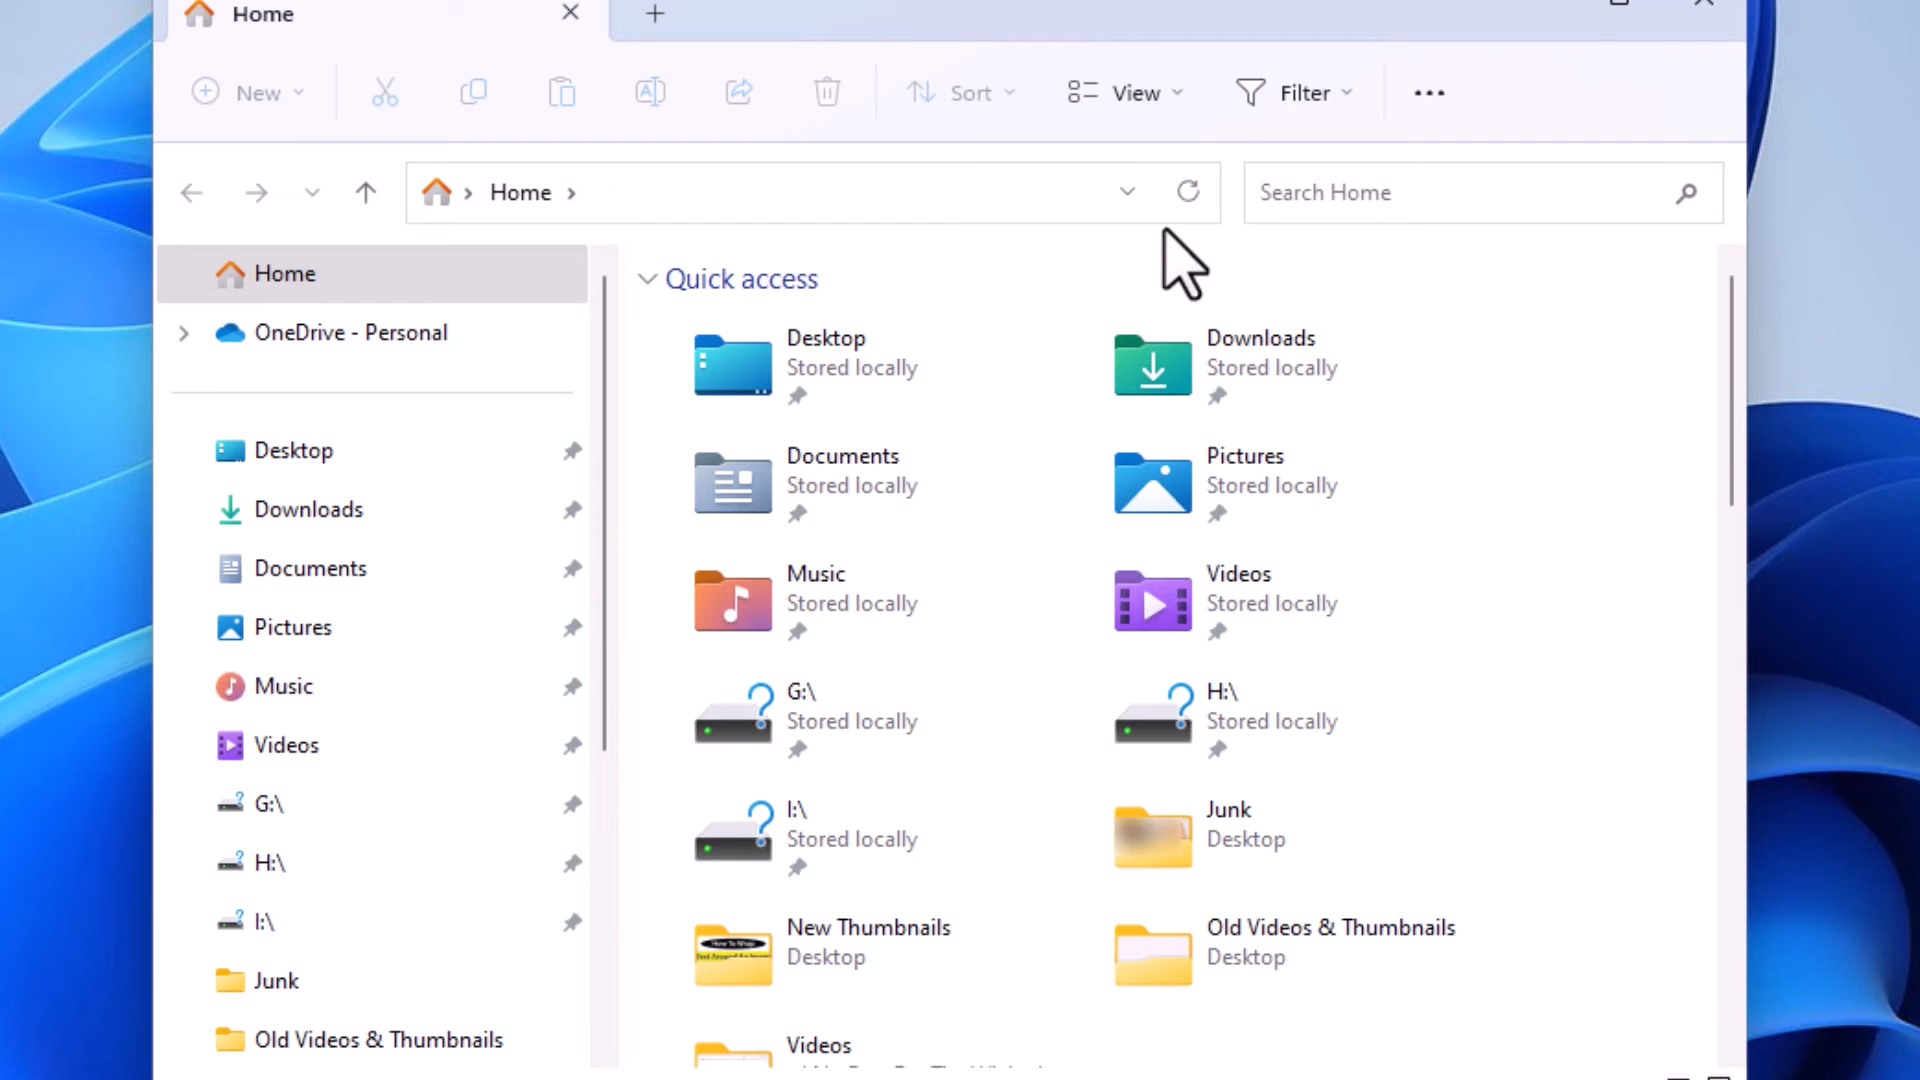 Home
New
Sort
View
Filter
Home
Search Home
Home
OneDrive - Personal
Desktop
Downloads
Documents
Pictures
Music
Videos
G:\
H:\
I:\
Junk
Old Videos & Thumbnails
Quick access
Desktop
Stored locally
Downloads
Stored locally
Documents
Stored locally
Pictures
Stored locally
Music
Stored locally
Videos
Stored locally
G:\
Stored locally
H:\
Stored locally
I:\
Stored locally
Junk
Desktop
New Thumbnails
Desktop
How To Wrap
Old Videos & Thumbnails
Desktop
Videos